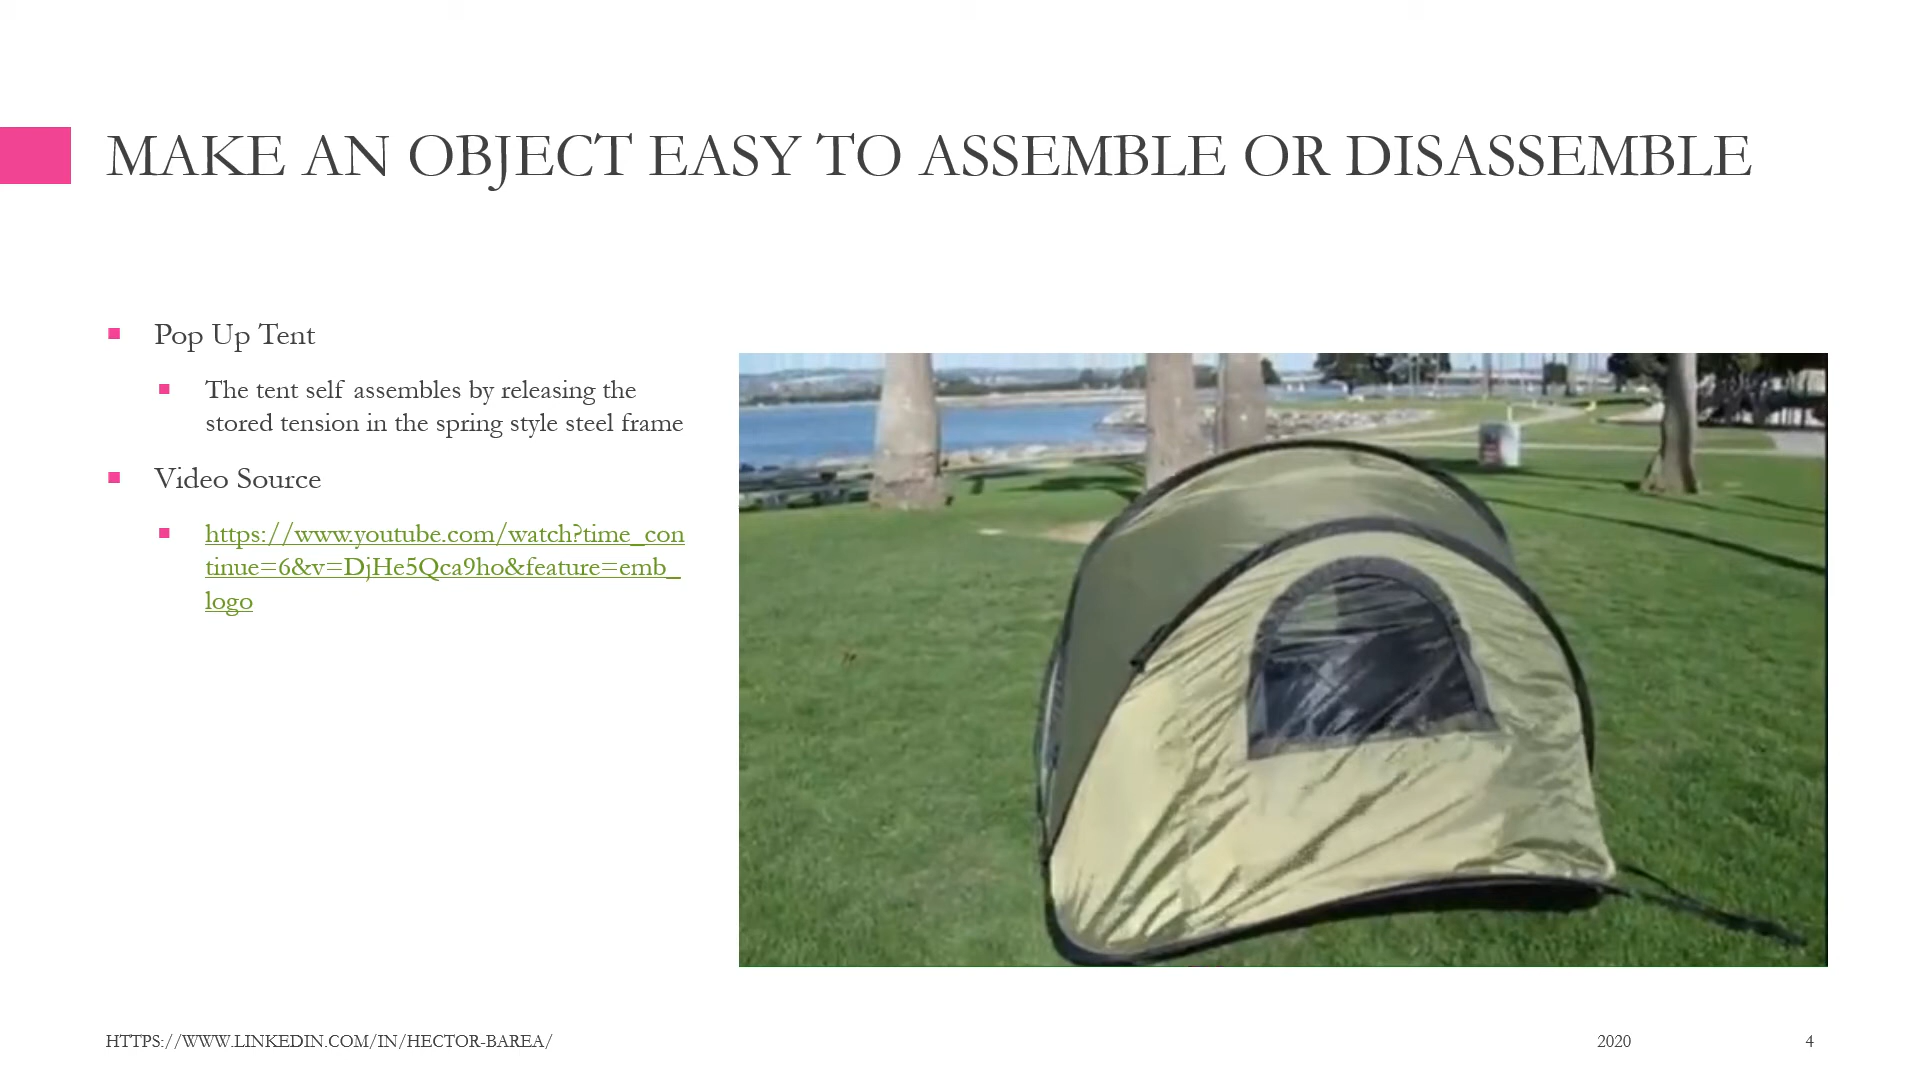 MAKE AN OBJECT EASY TO ASSEMBLE OR DISASSEMBLE
Pop Up Tent
The tent self assembles by releasing the
stored tension in the spring style steel frame
Video Source
https://www.youtube.com/watch?time_con
tinue=6&v=DjHe5Qca9ho&feature=emb_
logo
HTTPS://WWW.LINKEDIN.COM/IN/HECTOR-BAREA/
2020
4